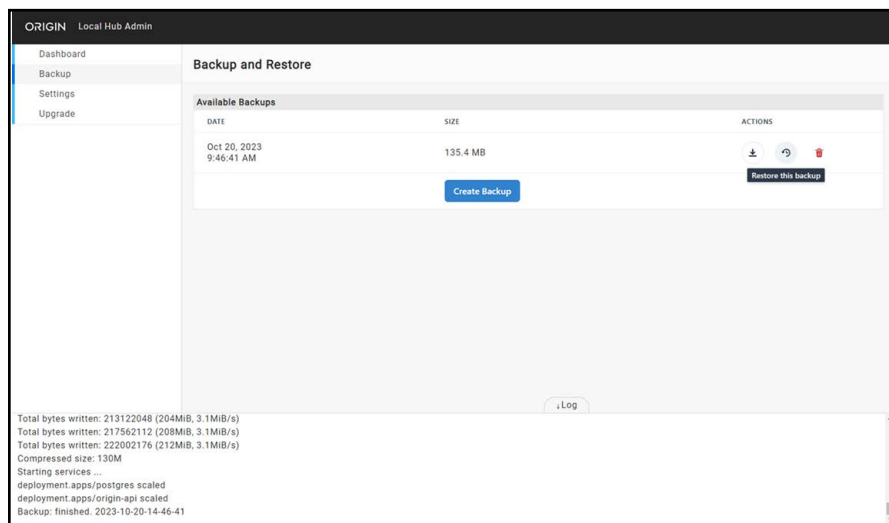 ORIGIN Local Hub Admin
Dashboard
Backup
Settings
Upgrade
Backup and Restore
Available Backups
DATE SIZE ACTIONS
Oct 20, 2023
9:46:41 AM
135.4 MB
Restore this backup
Create Backup
↓Log
Total bytes written: 213122048 (204MiB, 3.1MiB/s)
Total bytes written: 217562112 (208MiB, 3.1MiB/s)
Total bytes written: 222002176 (212MiB, 3.1MiB/s)
Compressed size: 130M
Starting services ...
deployment.apps/postgres scaled
deployment.apps/origin-api scaled
Backup: finished. 2023-10-20-14-46-41